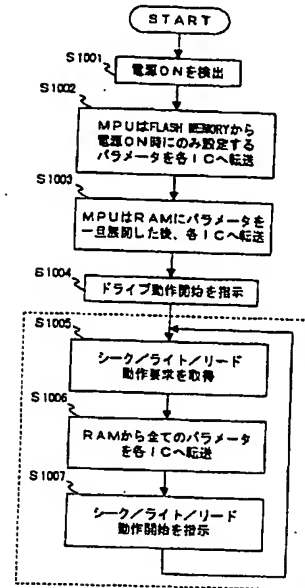 START
S1001
電源ONを検出
S1002
MPUはFLASH MEMORYから
電源ON時にのみ設定する
パラメータを各ICへ転送
S1003
MPUはRAMにパラメータを
一旦展開した後、各ICへ転送
S1004
ドライブ動作開始を指示
S1005
シーク/ライト/リード
動作要求を取得
S1006
RAMから全てのパラメータ
を各ICへ転送
S1007
シーク/ライト/リード
動作開始を指示